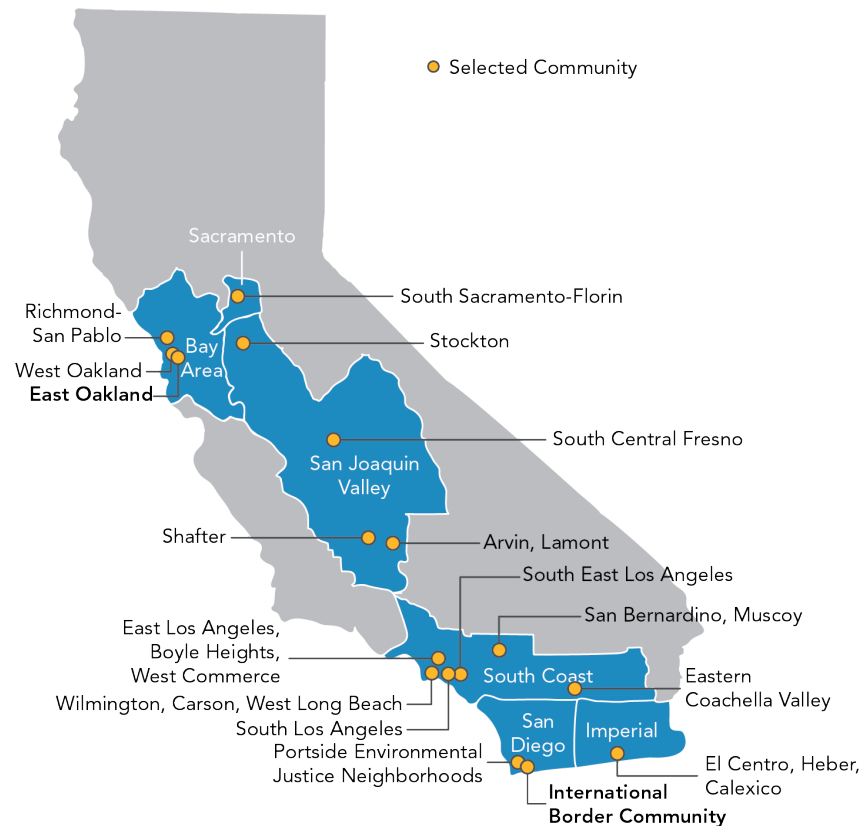 Selected Community
Sacramento
South Sacramento-Florin
Richmond-
San Pablo
Stockton
Bay
Area
West Oakland
East Oakland
South Central Fresno
San Joaquin
Valley
Shafter
Arvin, Lamont
South East Los Angeles
San Bernardino, Muscoy
East Los Angeles,
Boyle Heights,
West Commerce
South Coast
Eastern
Coachella Valley
Wilmington, Carson, West Long Beach
South Los Angeles
San
Diego
Imperial
Portside Environmental
Justice Neighborhoods
El Centro, Heber,
Calexico
International
Border Community